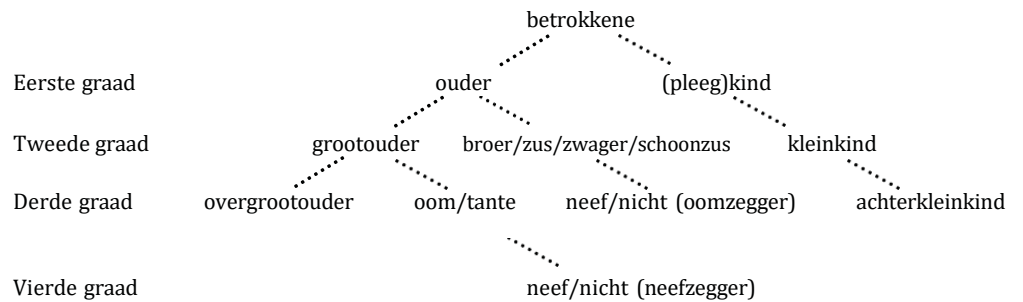 betrokkene
Eerste graad ouder (pleeg)kind
Tweede graad grootouder broer/zus/zwager/schoonzus kleinkind
Derde graad overgrootouder oom/tante neef/nicht (oomzegger) achterkleinkind
Vierde graad neef/nicht (neefzegger)